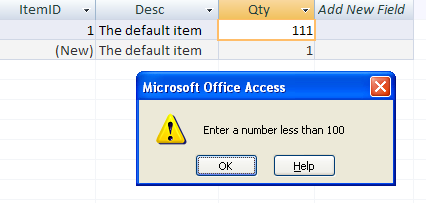 ItemID Desc Qty Add New Field
1 The default item 111
(New) The default item 1
Microsoft Office Access
Enter a number less than 100
OK Help